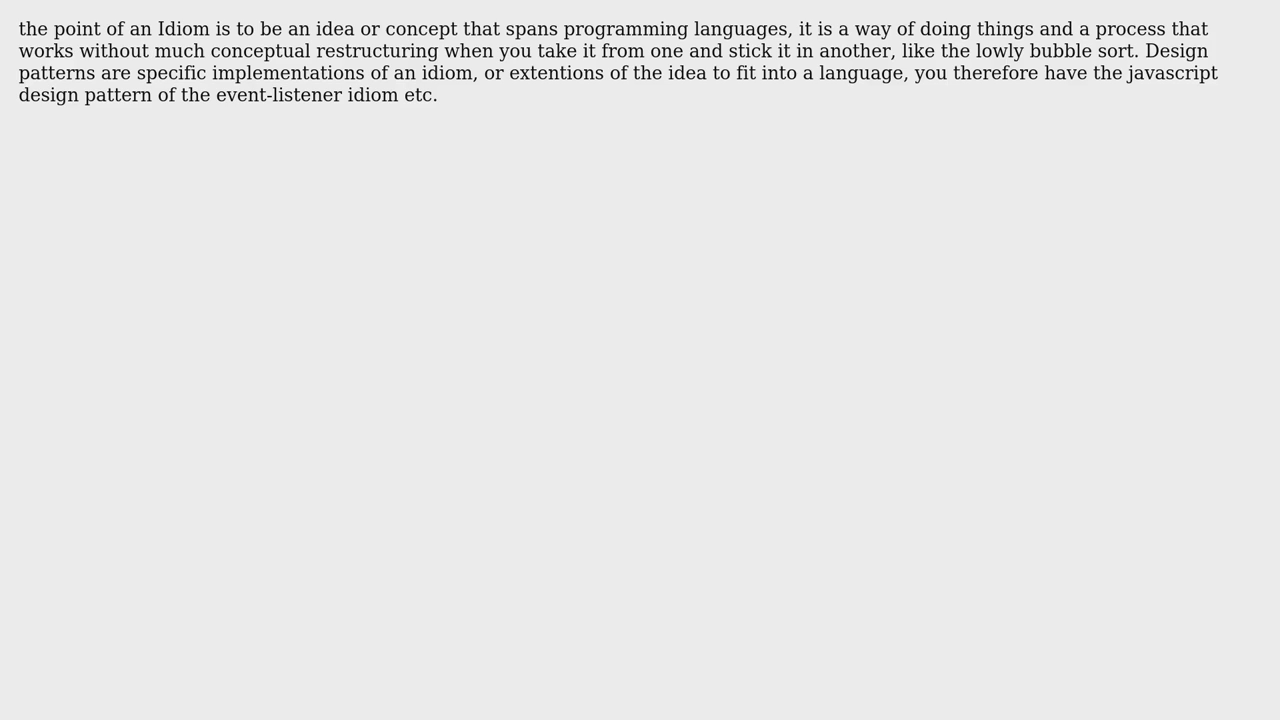 the point of an Idiom is to be an idea or concept that spans programming languages, it is a way of doing things and a process that
works without much conceptual restructuring when you take it from one and stick it in another, like the lowly bubble sort. Design
patterns are specific implementations of an idiom, or extentions of the idea to fit into a language, you therefore have the javascript
design pattern of the event-listener idiom etc.